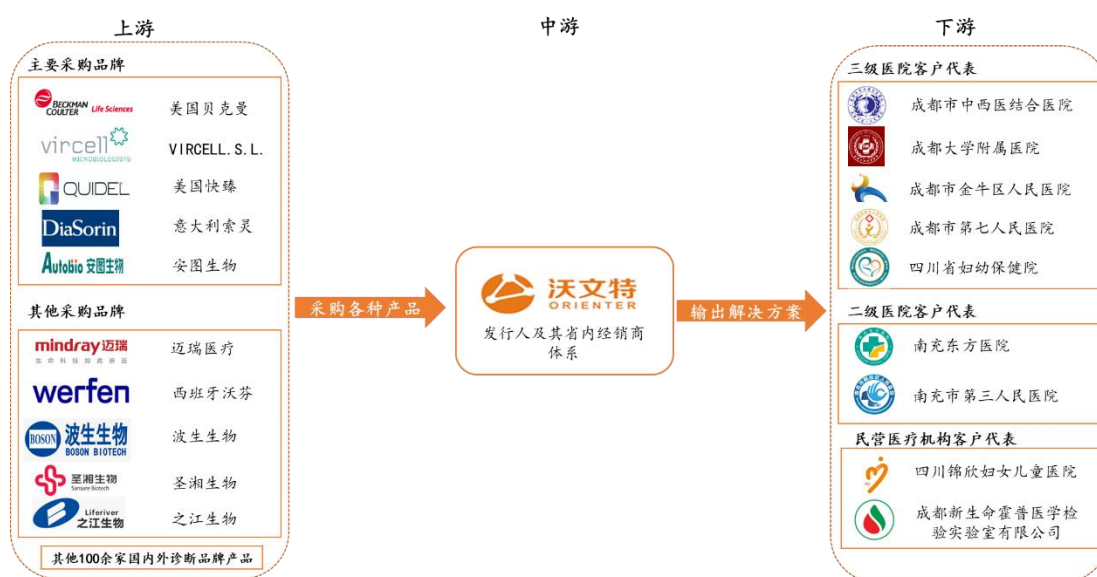 上游
中游
下游
主要采购品牌
BECKMAN
COULTER Life Sciences
美国贝克曼
vircell
MICROBIOLOGISTS
VIRCELL.S.L.
QUIDEL
美国快臻
DiaSorin
意大利索灵
Autobio 安图生物
安图生物
其他采购品牌
mindray 迈瑞
生命科技如此亲近
迈瑞医疗
werfen
西班牙沃芬
BOSON 波生生物
BOSON BIOTECH
波生生物
圣湘生物
Sansure Biotech
圣湘生物
Liferiver
之江生物
之江生物
其他100余家国内外诊断品牌产品
采购各种产品
沃文特
ORIENTER
发行人及其省内经销商
体系
输出解决方案
三级医院客户代表
成都市中西医结合医院
成都大学附属医院
成都市金牛区人民医院
成都市第七人民医院
四川省妇幼保健院
二级医院客户代表
南充东方医院
南充市第三人民医院
民营医疗机构客户代表
四川锦欣妇女儿童医院
成都新生命霍普医学检
验实验室有限公司